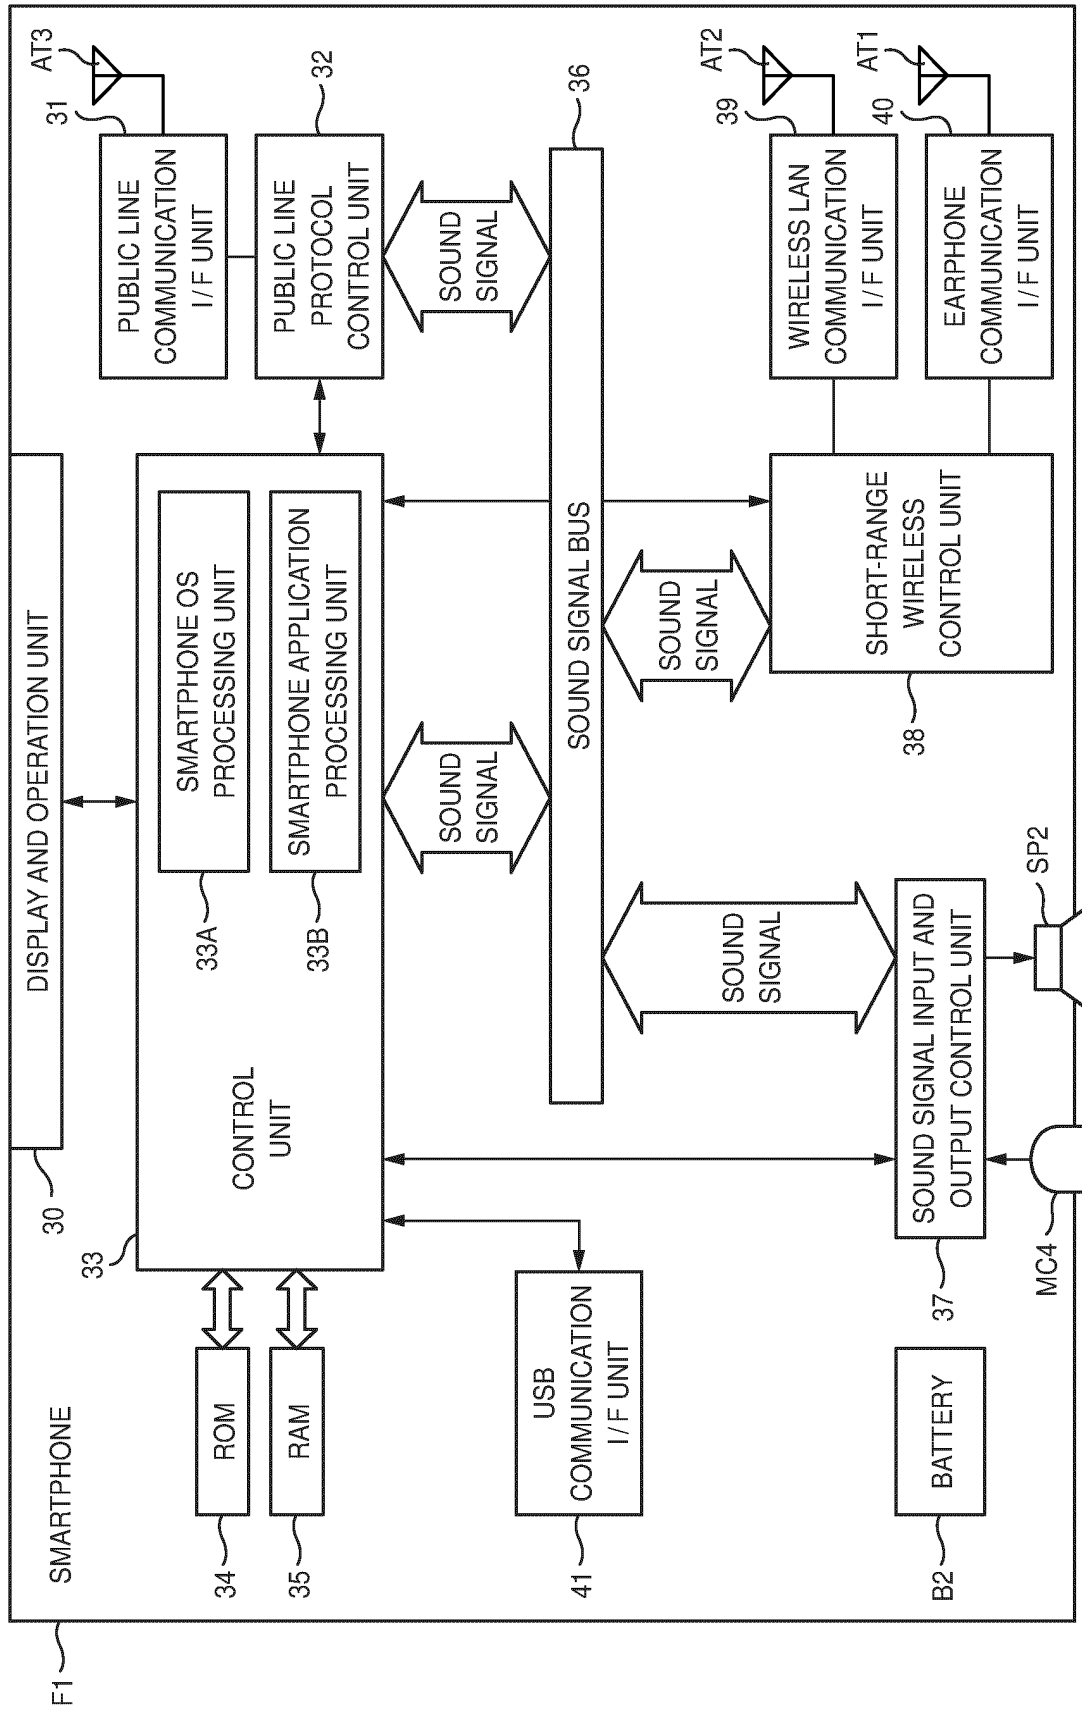 SMARTPHONE
F1
DISPLAY AND OPERATION UNIT
30
33
CONTROL
UNIT
SMARTPHONE OS
PROCESSING UNIT
33A
SMARTPHONE APPLICATION
PROCESSING UNIT
33B
ROM
34
RAM
35
PUBLIC LINE
COMMUNICATION
I/F UNIT
31
AT3
PUBLIC LINE
PROTOCOL
CONTROL UNIT
32
SOUND
SIGNAL
SOUND
SIGNAL
SOUND SIGNAL BUS
36
USB
COMMUNICATION
I/F UNIT
41
SOUND
SIGNAL
SOUND
SIGNAL
WIRELESS LAN
COMMUNICATION
I/F UNIT
39
AT2
EARPHONE
COMMUNICATION
I/F UNIT
40
AT1
SHORT-RANGE
WIRELESS
CONTROL UNIT
38
SOUND SIGNAL INPUT AND
OUTPUT CONTROL UNIT
37
BATTERY
B2
MC4
SP2